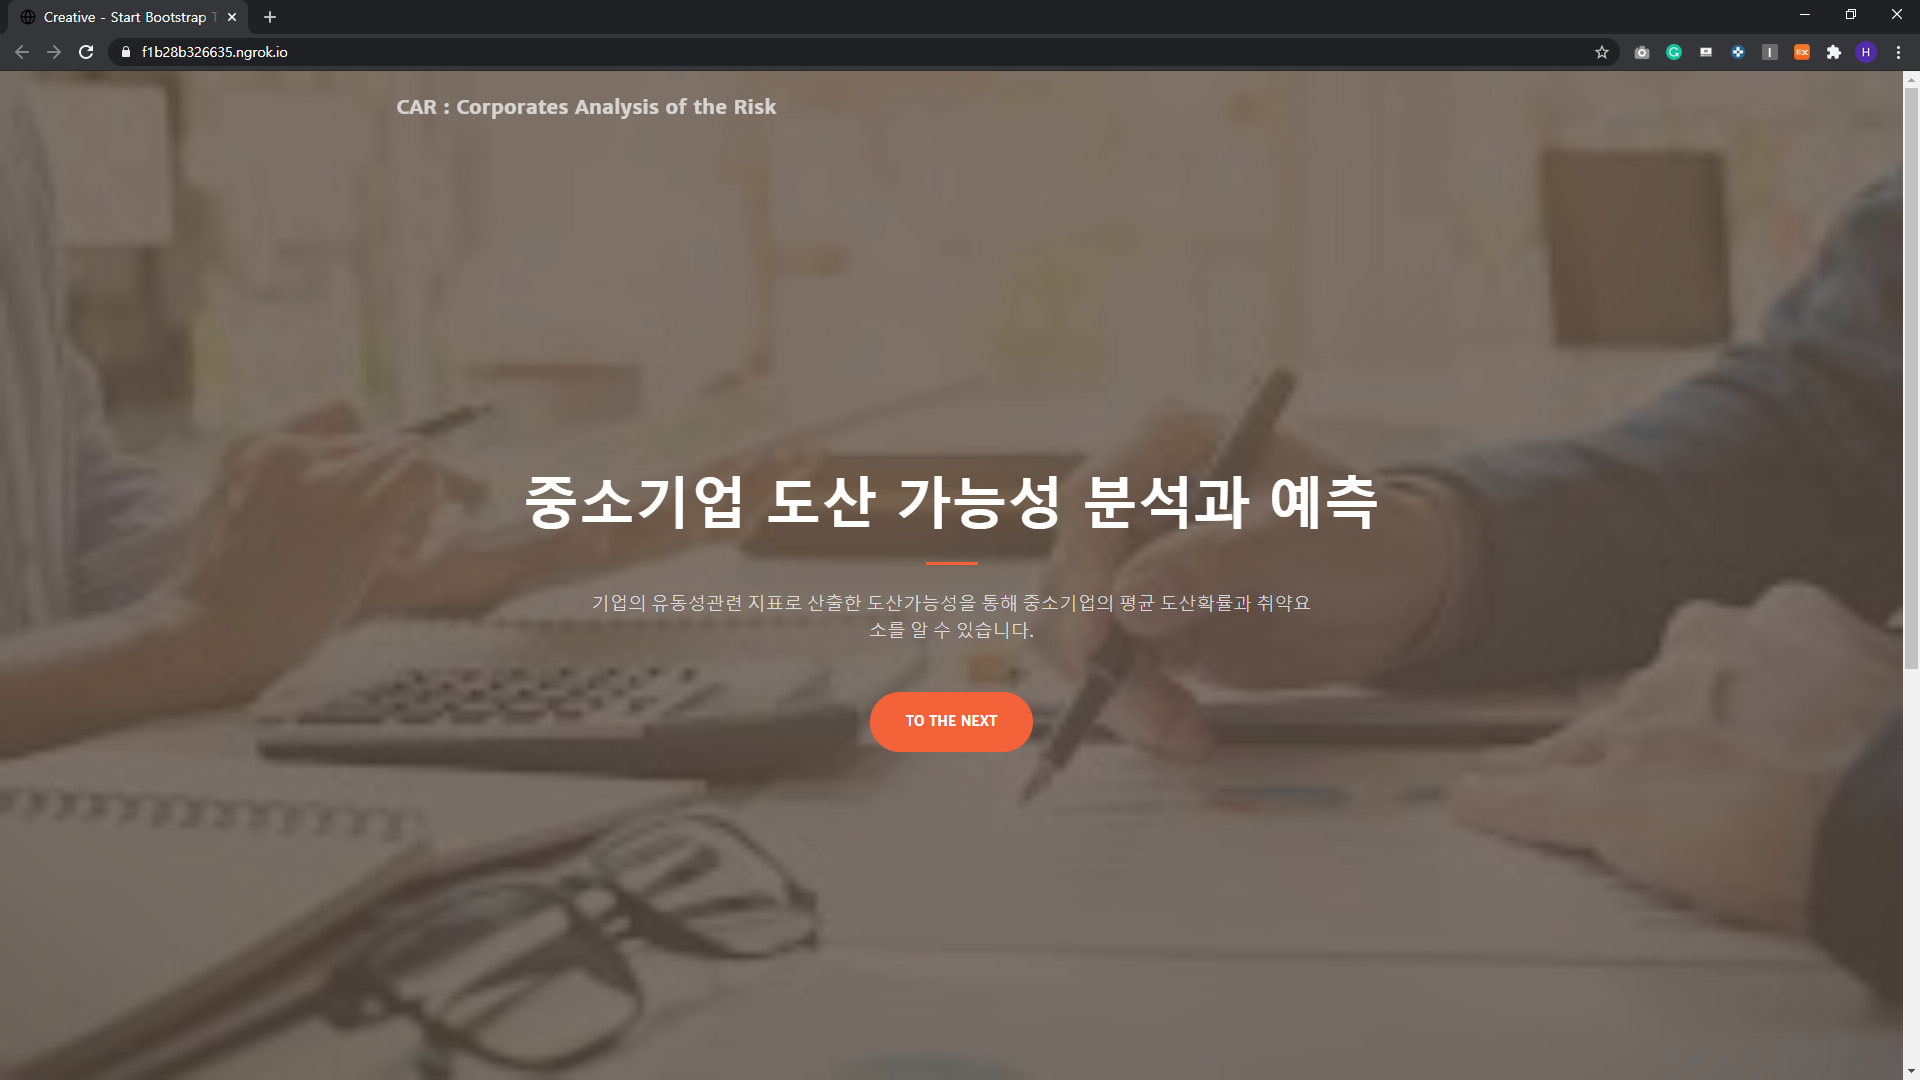 Creative - Start Bootstrap T
f1b28b326635.ngrok.io
H
CAR : Corporates Analysis of the Risk
중소기업 도산 가능성 분석과 예측
기업의 유동성관련 지표로 산출한 도산가능성을 통해 중소기업의 평균 도산확률과 취약요
소를 알 수 있습니다.
TO THE NEXT